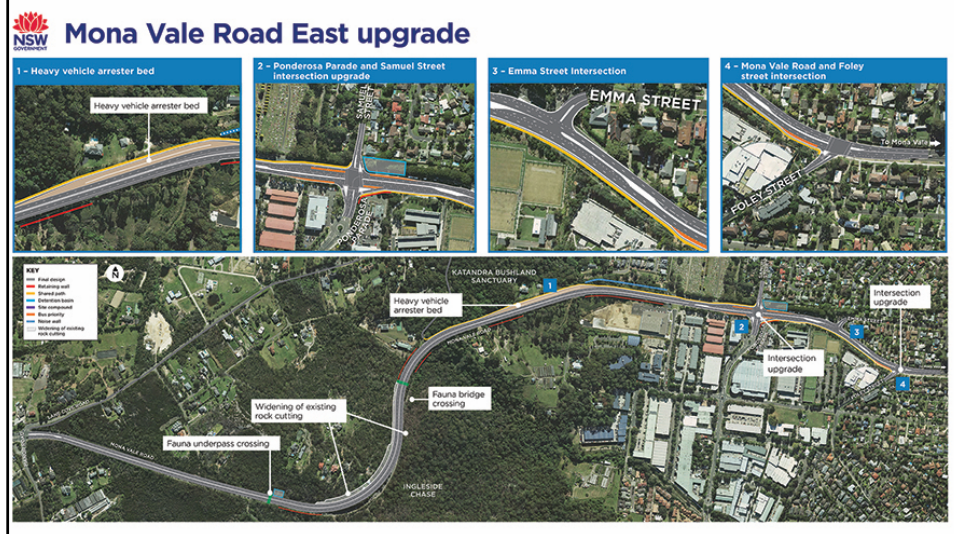 NSW
GOVERNMENT
Mona Vale Road East upgrade
1 – Heavy vehicle arrester bed
Heavy vehicle arrester bed
2 – Ponderosa Parade and Samuel Street
intersection upgrade
SAMUEL
STREET
PONDEROSA
PARADE
3 – Emma Street Intersection
EMMA STREET
4 – Mona Vale Road and Foley
street intersection
To Mona Vale
FOLEY STREET
KEY
Final design
Retaining wall
Shared path
Detention basin
Site compound
Bus priority
Noise wall
Widening of existing
rock cutting
N
KATANDRA BUSHLAND
SANCTUARY
1
Heavy vehicle
arrester bed
Intersection
upgrade
2
3
Intersection
upgrade
4
Fauna bridge
crossing
Widening of existing
rock cutting
Fauna underpass crossing
MONA VALE ROAD
INGLESIDE
CHASE